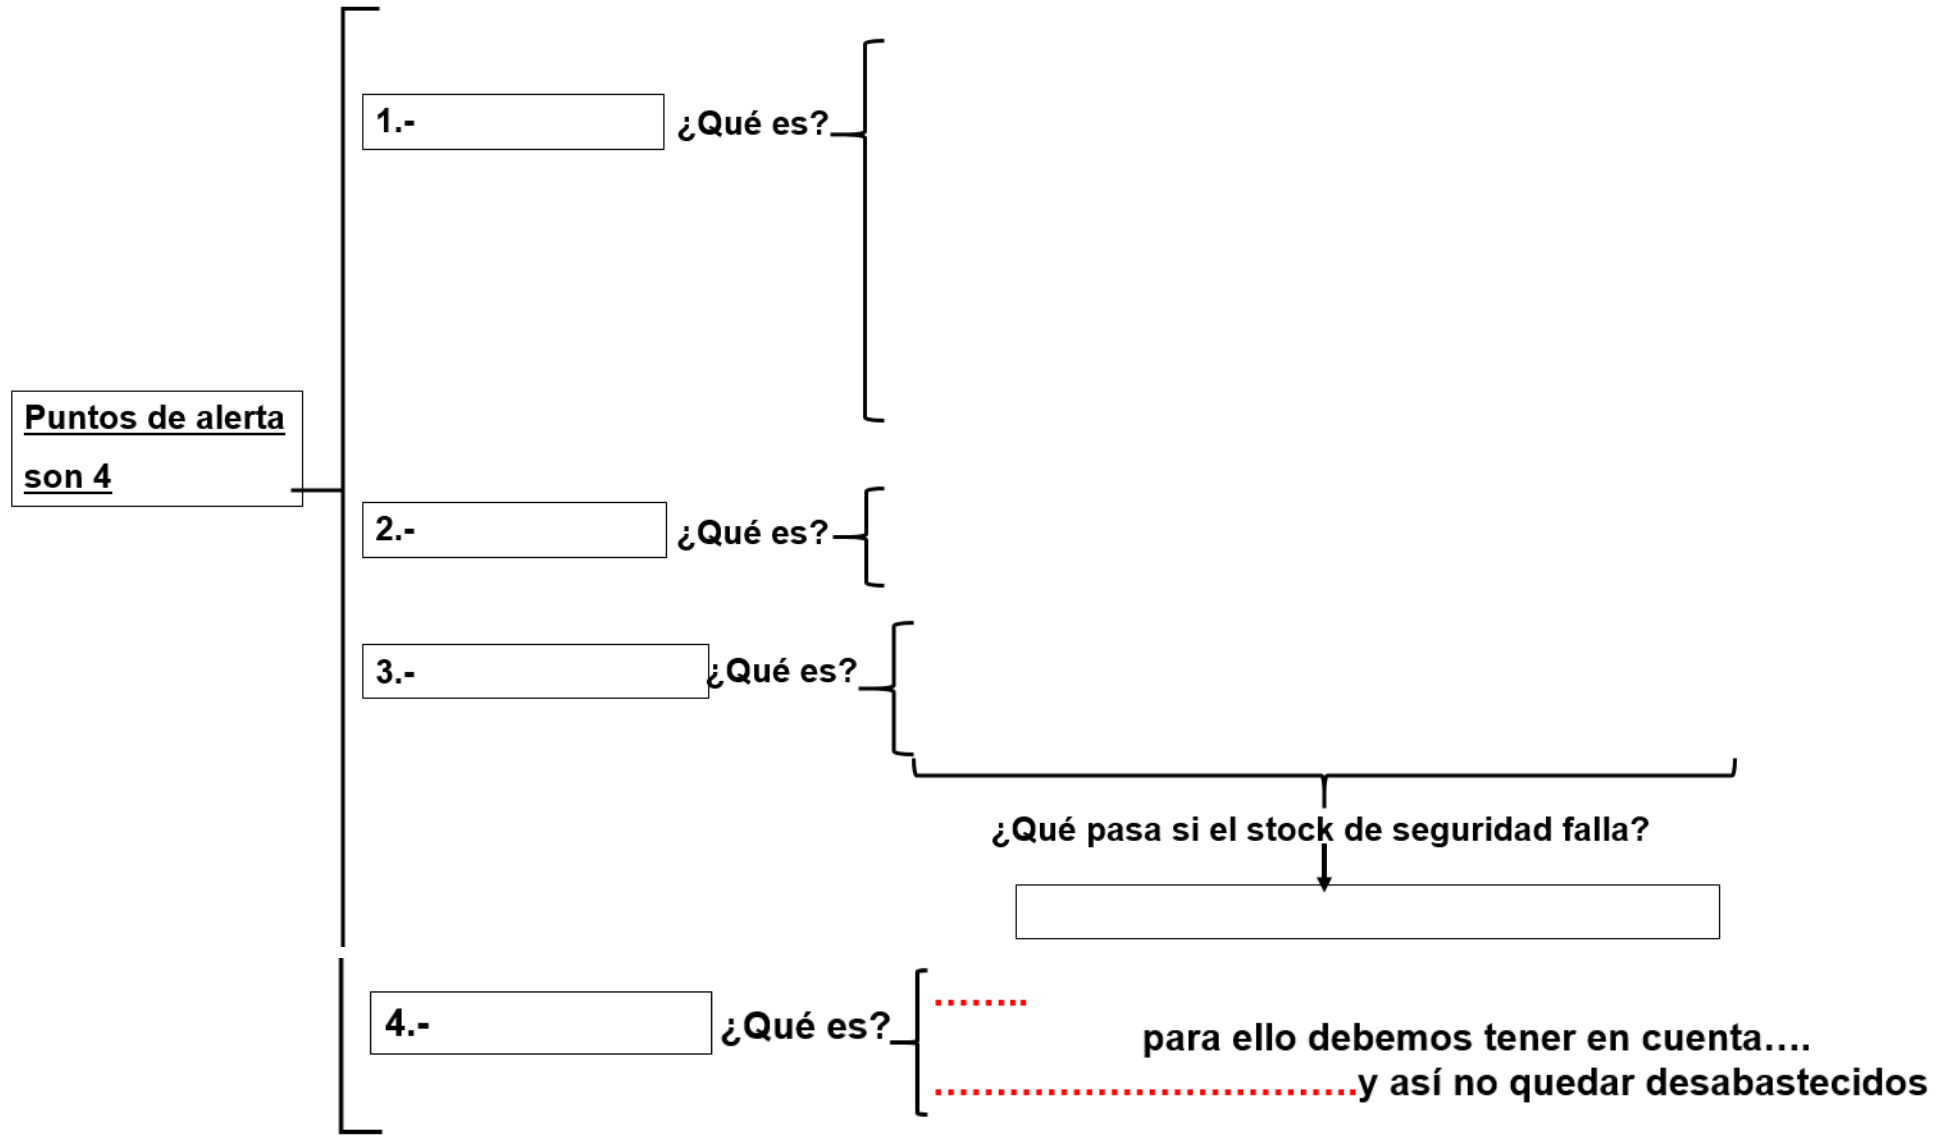 1.-
¿Qué es?
Puntos de alerta
son 4
2.-
¿Qué es?
3.-
¿Qué es?
¿Qué pasa si el stock de seguridad falla?
4.-
¿Qué es?
........
para ello debemos tener en cuenta....
..................................y así no quedar desabastecidos